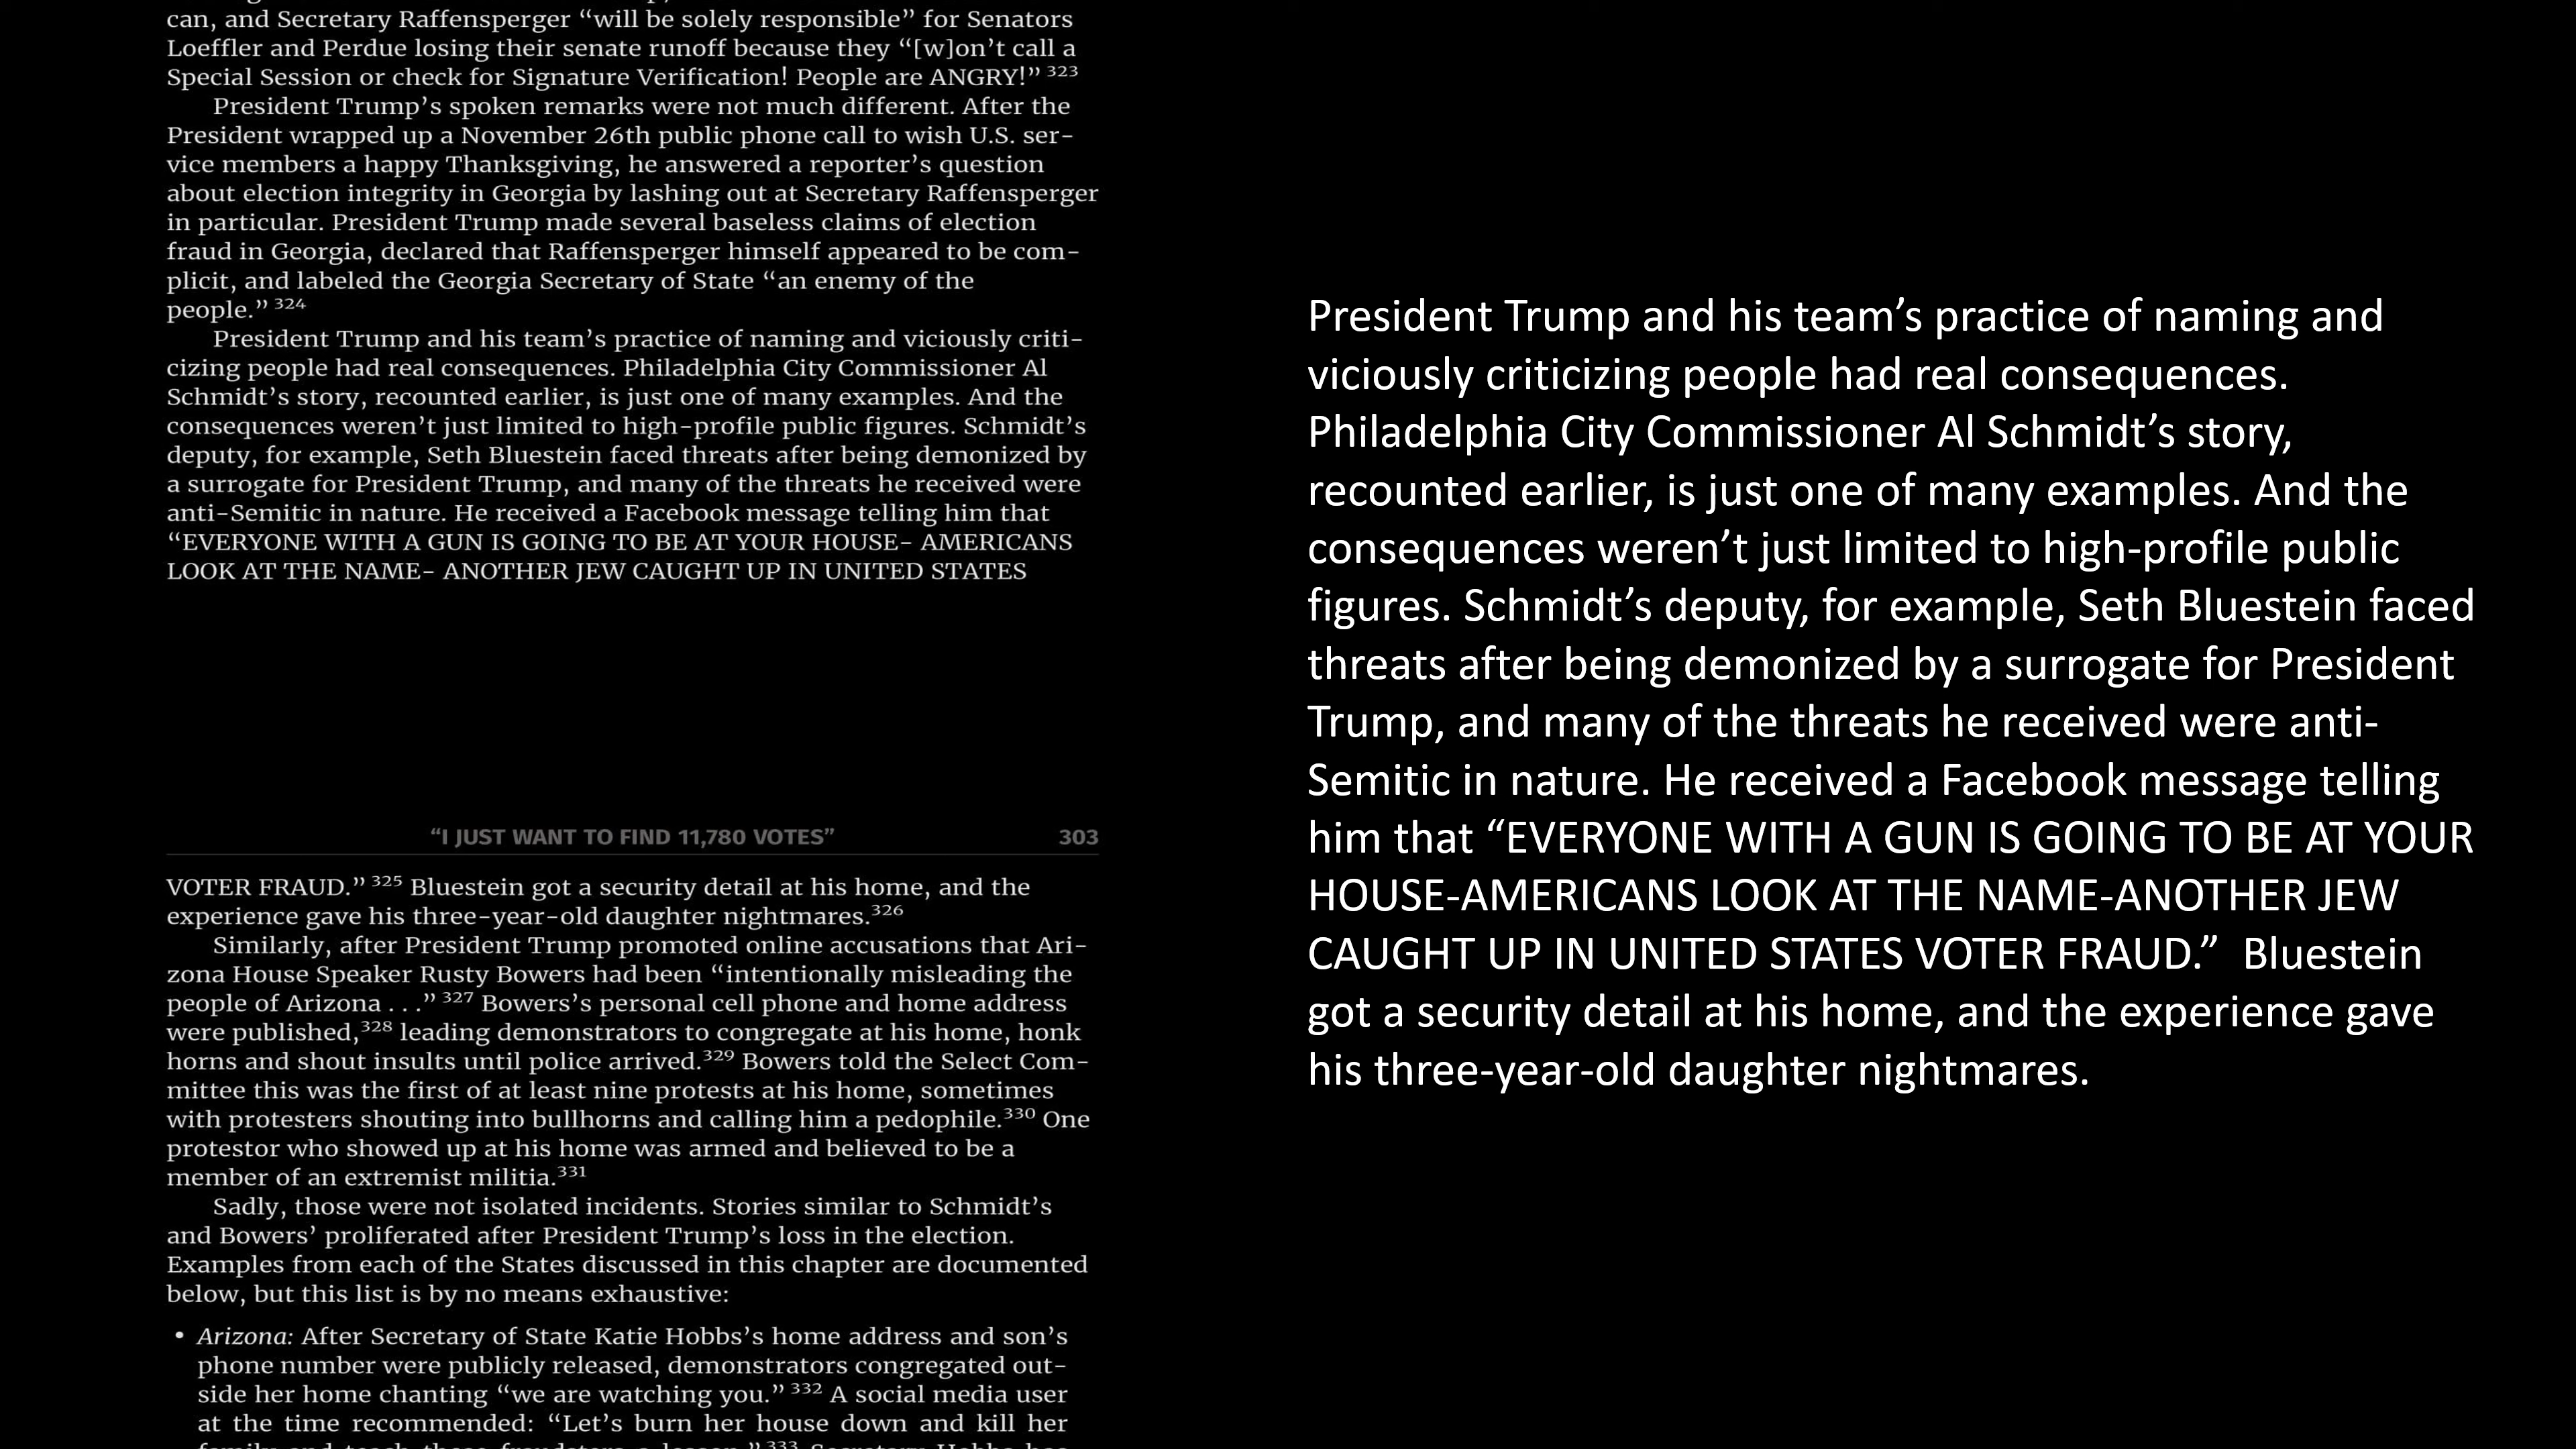 can, and Secretary Raffensperger “will be solely responsible” for Senators
Loeffler and Perdue losing their senate runoff because they “[w]on’t call a
Special Session or check for Signature Verification! People are ANGRY!” 323
President Trump’s spoken remarks were not much different. After the
President wrapped up a November 26th public phone call to wish U.S. ser-
vice members a happy Thanksgiving, he answered a reporter’s question
about election integrity in Georgia by lashing out at Secretary Raffensperger
in particular. President Trump made several baseless claims of election
fraud in Georgia, declared that Raffensperger himself appeared to be com-
plicit, and labeled the Georgia Secretary of State “an enemy of the
people.” 324
President Trump and his team’s practice of naming and viciously criti-
cizing people had real consequences. Philadelphia City Commissioner Al
Schmidt’s story, recounted earlier, is just one of many examples. And the
consequences weren’t just limited to high-profile public figures. Schmidt’s
deputy, for example, Seth Bluestein faced threats after being demonized by
a surrogate for President Trump, and many of the threats he received were
anti-Semitic in nature. He received a Facebook message telling him that
“EVERYONE WITH A GUN IS GOING TO BE AT YOUR HOUSE- AMERICANS
LOOK AT THE NAME- ANOTHER JEW CAUGHT UP IN UNITED STATES
“I JUST WANT TO FIND 11,780 VOTES” 303
VOTER FRAUD.” 325 Bluestein got a security detail at his home, and the
experience gave his three-year-old daughter nightmares.326
Similarly, after President Trump promoted online accusations that Ari-
zona House Speaker Rusty Bowers had been “intentionally misleading the
people of Arizona . . .” 327 Bowers’s personal cell phone and home address
were published,328 leading demonstrators to congregate at his home, honk
horns and shout insults until police arrived.329 Bowers told the Select Com-
mittee this was the first of at least nine protests at his home, sometimes
with protesters shouting into bullhorns and calling him a pedophile.330 One
protestor who showed up at his home was armed and believed to be a
member of an extremist militia.331
Sadly, those were not isolated incidents. Stories similar to Schmidt’s
and Bowers’ proliferated after President Trump’s loss in the election.
Examples from each of the States discussed in this chapter are documented
below, but this list is by no means exhaustive:
• Arizona: After Secretary of State Katie Hobbs’s home address and son’s
phone number were publicly released, demonstrators congregated out-
side her home chanting “we are watching you.” 332 A social media user
at the time recommended: “Let’s burn her house down and kill her
President Trump and his team’s practice of naming and
viciously criticizing people had real consequences.
Philadelphia City Commissioner Al Schmidt’s story,
recounted earlier, is just one of many examples. And the
consequences weren’t just limited to high-profile public
figures. Schmidt’s deputy, for example, Seth Bluestein faced
threats after being demonized by a surrogate for President
Trump, and many of the threats he received were anti-
Semitic in nature. He received a Facebook message telling
him that “EVERYONE WITH A GUN IS GOING TO BE AT YOUR
HOUSE-AMERICANS LOOK AT THE NAME-ANOTHER JEW
CAUGHT UP IN UNITED STATES VOTER FRAUD.”  Bluestein
got a security detail at his home, and the experience gave
his three-year-old daughter nightmares.